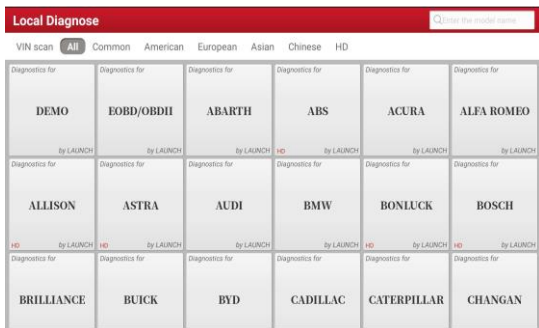 Local Diagnose
Enter the model name
VIN scan All Common American European Asian Chinese HD
Diagnostics for Diagnostics for Diagnostics for Diagnostics for Diagnostics for Diagnostics for
DEMO EOBD/OBDII ABARTH ABS ACURA ALFA ROMEO
by LAUNCH by LAUNCH by LAUNCH HD by LAUNCH by LAUNCH by LAUNCH
Diagnostics for Diagnostics for Diagnostics for Diagnostics for Diagnostics for Diagnostics for
ALLISON ASTRA AUDI BMW BONLUCK BOSCH
HD by LAUNCH HD by LAUNCH by LAUNCH by LAUNCH HD by LAUNCH HD by LAUNCH
Diagnostics for Diagnostics for Diagnostics for Diagnostics for Diagnostics for Diagnostics for
BRILLIANCE BUICK BYD CADILLAC CATERPILLAR CHANGAN